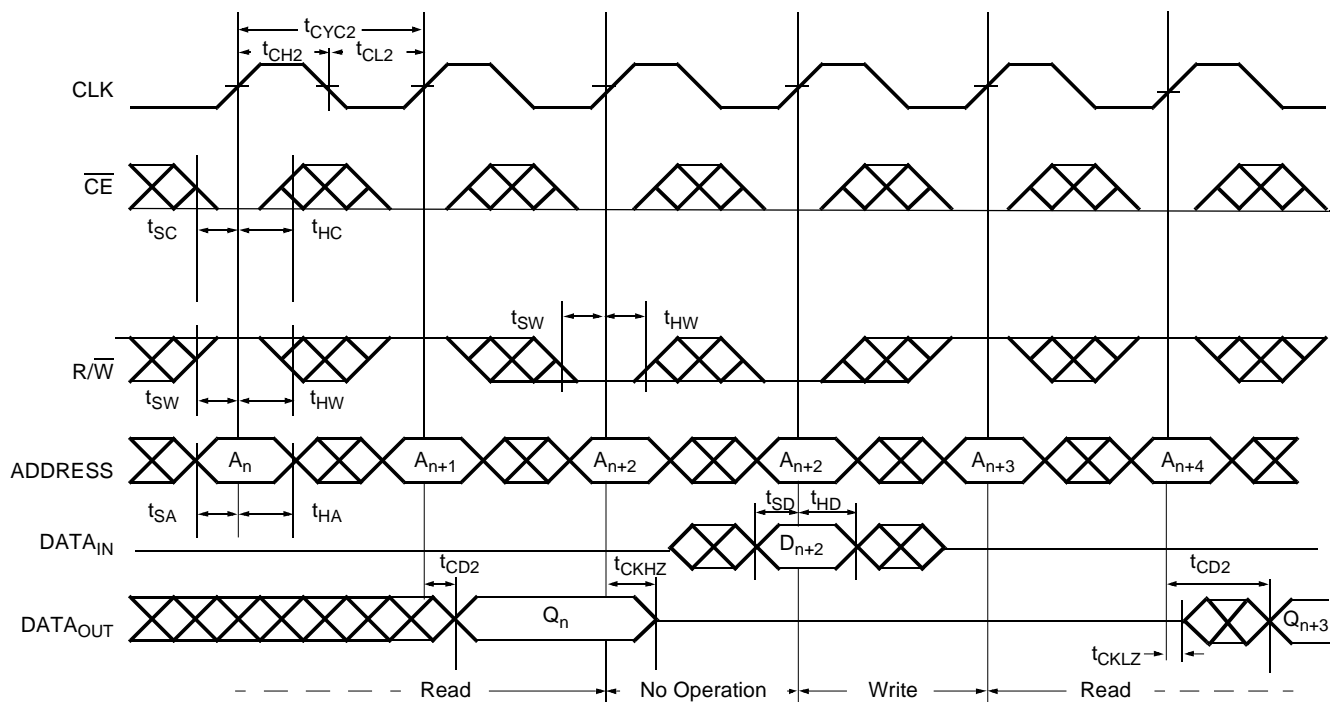 tCYC2
tCH2 tCL2
CLK
CE
tSC tHC
tSW tHW
R/W
tSW tHW
ADDRESS An An+1 An+2 An+2 An+3 An+4
tSA tHA tSD tHD
DATAIN Dn+2
tCD2 tCKHZ tCD2
DATAOUT Qn Qn+3
tCKLZ
Read No Operation Write Read